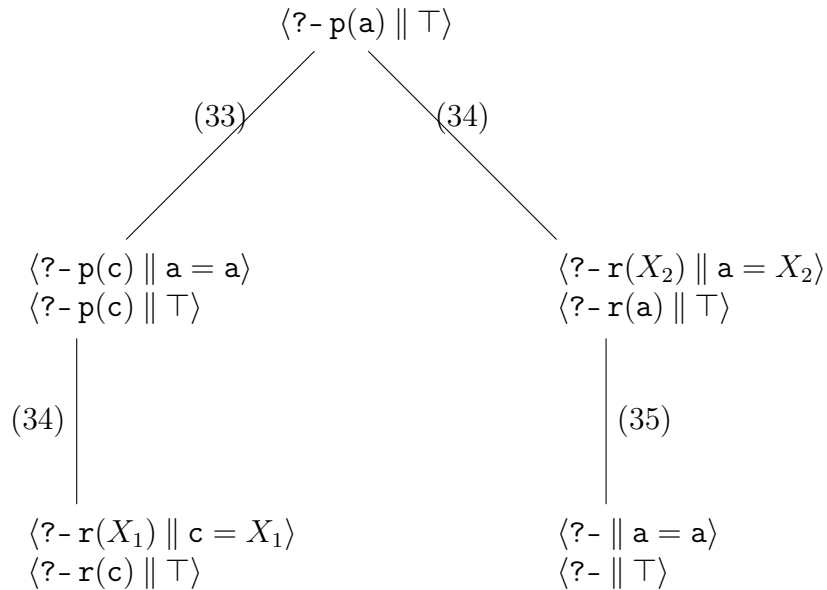 ⟨?- p(a) ∥ ⊤⟩
(33) (34)
⟨?- p(c) ∥ a = a⟩ ⟨?- r(X₂) ∥ a = X₂⟩
⟨?- p(c) ∥ ⊤⟩ ⟨?- r(a) ∥ ⊤⟩
(34) (35)
⟨?- r(X₁) ∥ c = X₁⟩ ⟨?- ∥ a = a⟩
⟨?- r(c) ∥ ⊤⟩ ⟨?- ∥ ⊤⟩